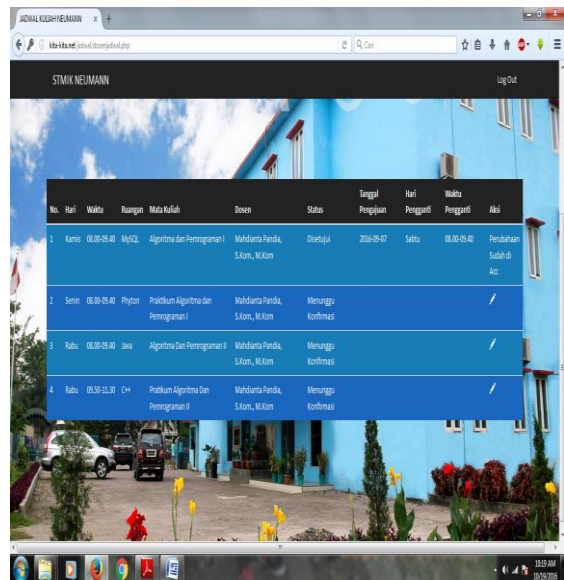 JADWAL KULIAH NEUMANN
kita-kita.net/jadwal/dosenjadwal.php
Cari
STMIK NEUMANN
Log Out
No. Hari Waktu Ruangan Mata Kuliah Dosen Status Tanggal Pengajuan Hari Pengganti Waktu Pengganti Aksi
1 Kamis 08.00-09.40 MySQL Algoritma dan Pemrograman I Mahdianta Pandia, S.Kom., M.Kom Disetujui 2016-09-07 Sabtu 08.00-09.40 Perubahaan Sudah di Acc
2 Senin 08.00-09.40 Phyton Praktikum Algoritma dan Pemrograman I Mahdianta Pandia, S.Kom., M.Kom Menunggu Konfirmasi
3 Rabu 08.00-09.40 Java Algoritma Dan Pemrograman II Mahdianta Pandia, S.Kom., M.Kom Menunggu Konfirmasi
4 Rabu 09.50-11.30 C++ Pratikum Algoritma Dan Pemrograman II Mahdianta Pandia, S.Kom., M.Kom Menunggu Konfirmasi
10:19 AM
10/19/2016